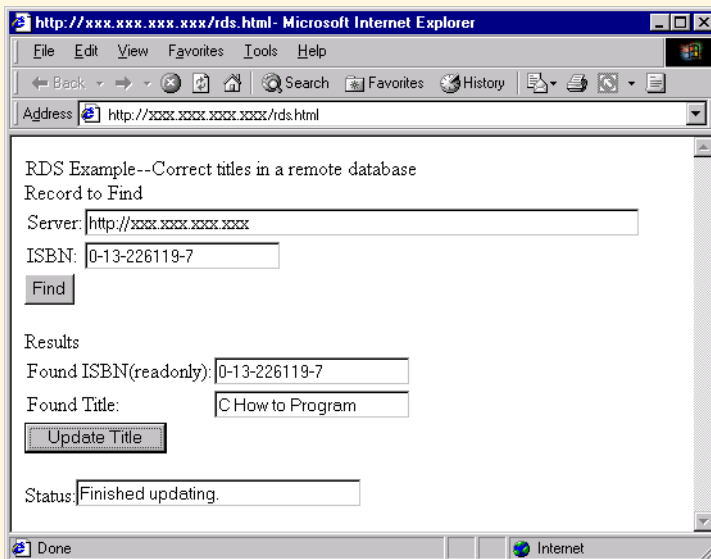 http://xxx.xxx.xxx.xxx/rds.html- Microsoft Internet Explorer
File Edit View Favorites Tools Help
Back Search Favorites History
Address http://xxx.xxx.xxx.xxx/rds.html
RDS Example--Correct titles in a remote database
Record to Find
Server: http://xxx.xxx.xxx.xxx
ISBN: 0-13-226119-7
Find
Results
Found ISBN(readonly): 0-13-226119-7
Found Title: C How to Program
Update Title
Status: Finished updating.
Done Internet